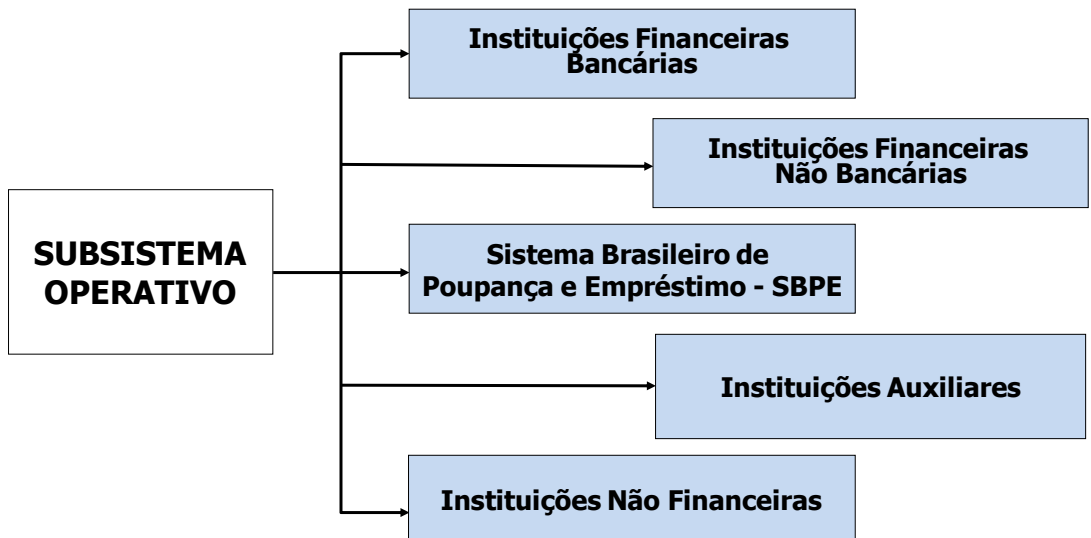 Instituições Financeiras
Bancárias
Instituições Financeiras
Não Bancárias
SUBSISTEMA
OPERATIVO
Sistema Brasileiro de
Poupança e Empréstimo - SBPE
Instituições Auxiliares
Instituições Não Financeiras